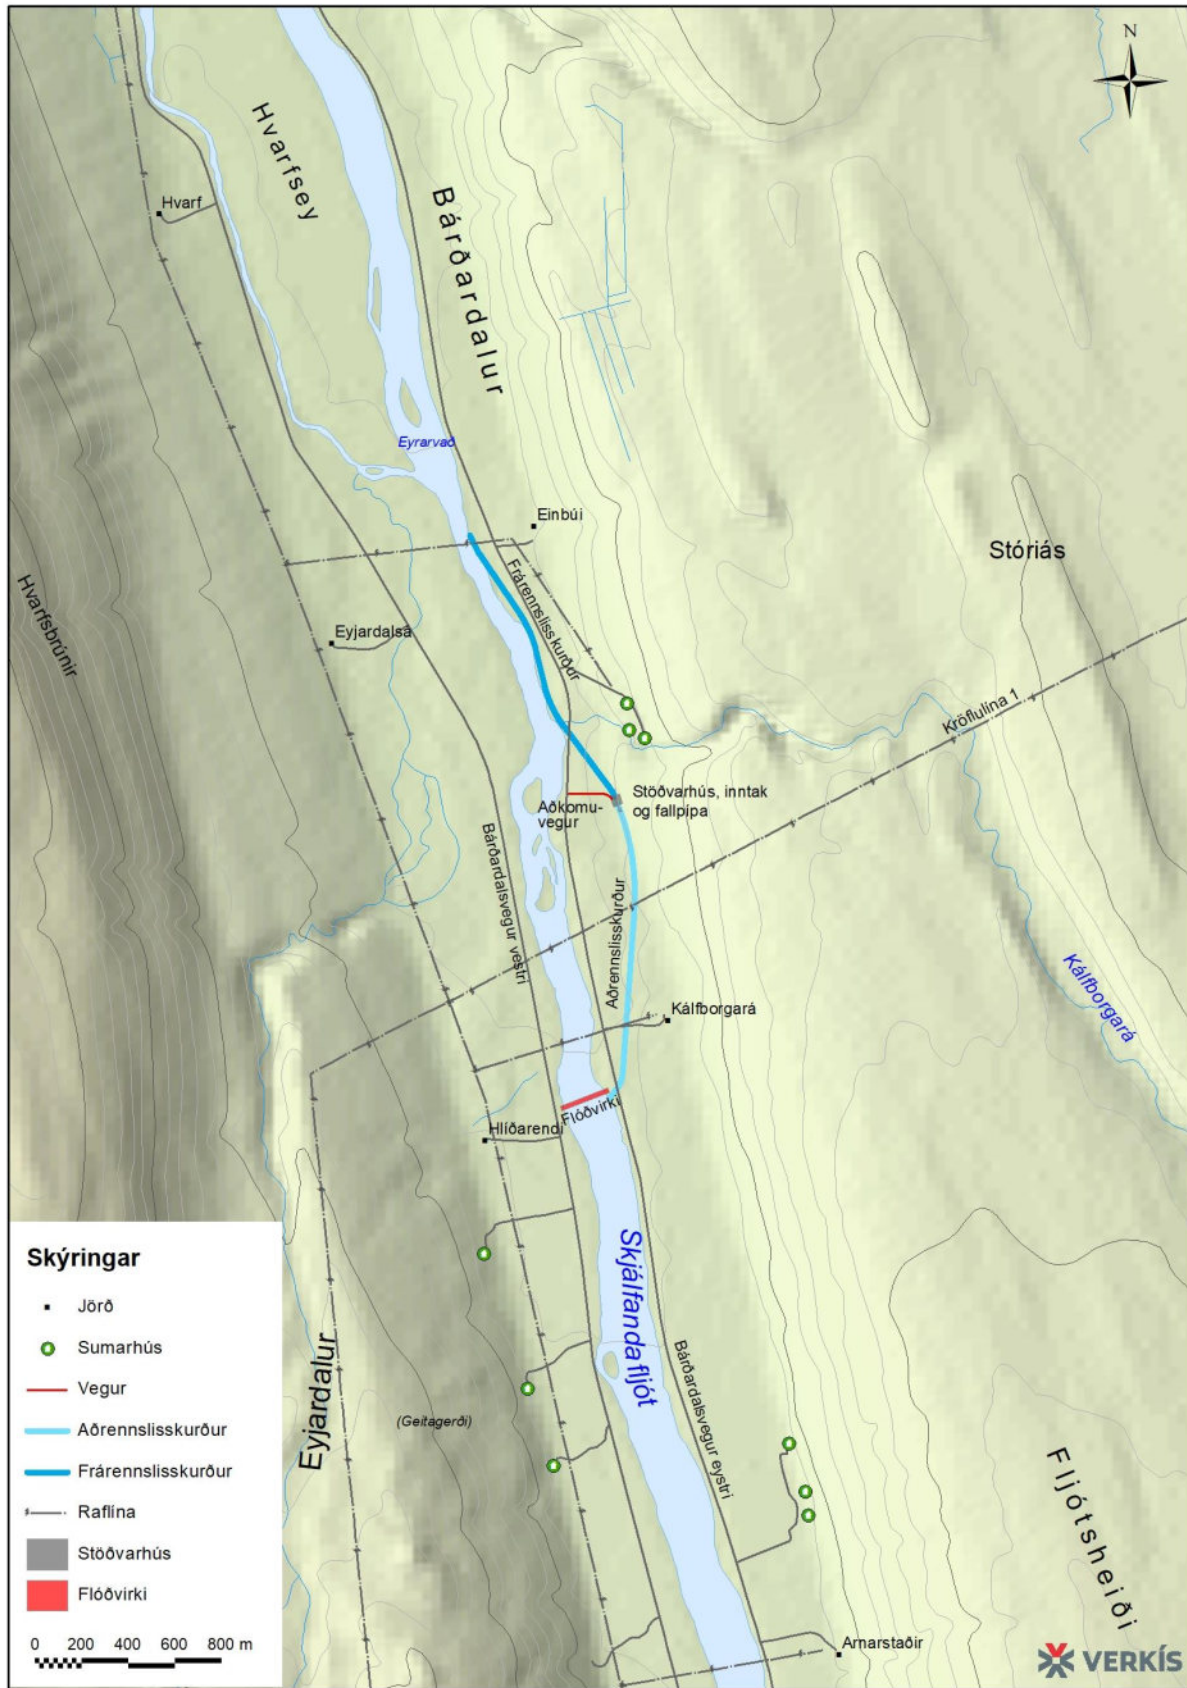 N
Hvarfsey
Hvarf
Bárðardalur
Eyrarvað
Einbúi
Stóriás
Frárennslisskurður
Hvarfsbrúnir
Eyjardalsá
Kröflulína 1
Stöðvarhús, inntak
og fallpípa
Aðkomu-
vegur
Bárðardalsvegur vestri
Aðrennslisskurður
Kálfborgará
Kálfborgará
Flóðvirki
Hlíðarendi
Skjálfandafljót
Eyjardalur
(Geitagerði)
Bárðardalsvegur eystri
Fljótsheiði
Arnarstaðir
Skýringar
Jörð
Sumarhús
Vegur
Aðrennslisskurður
Frárennslisskurður
Raflína
Stöðvarhús
Flóðvirki
0 200 400 600 800 m
VERKÍS